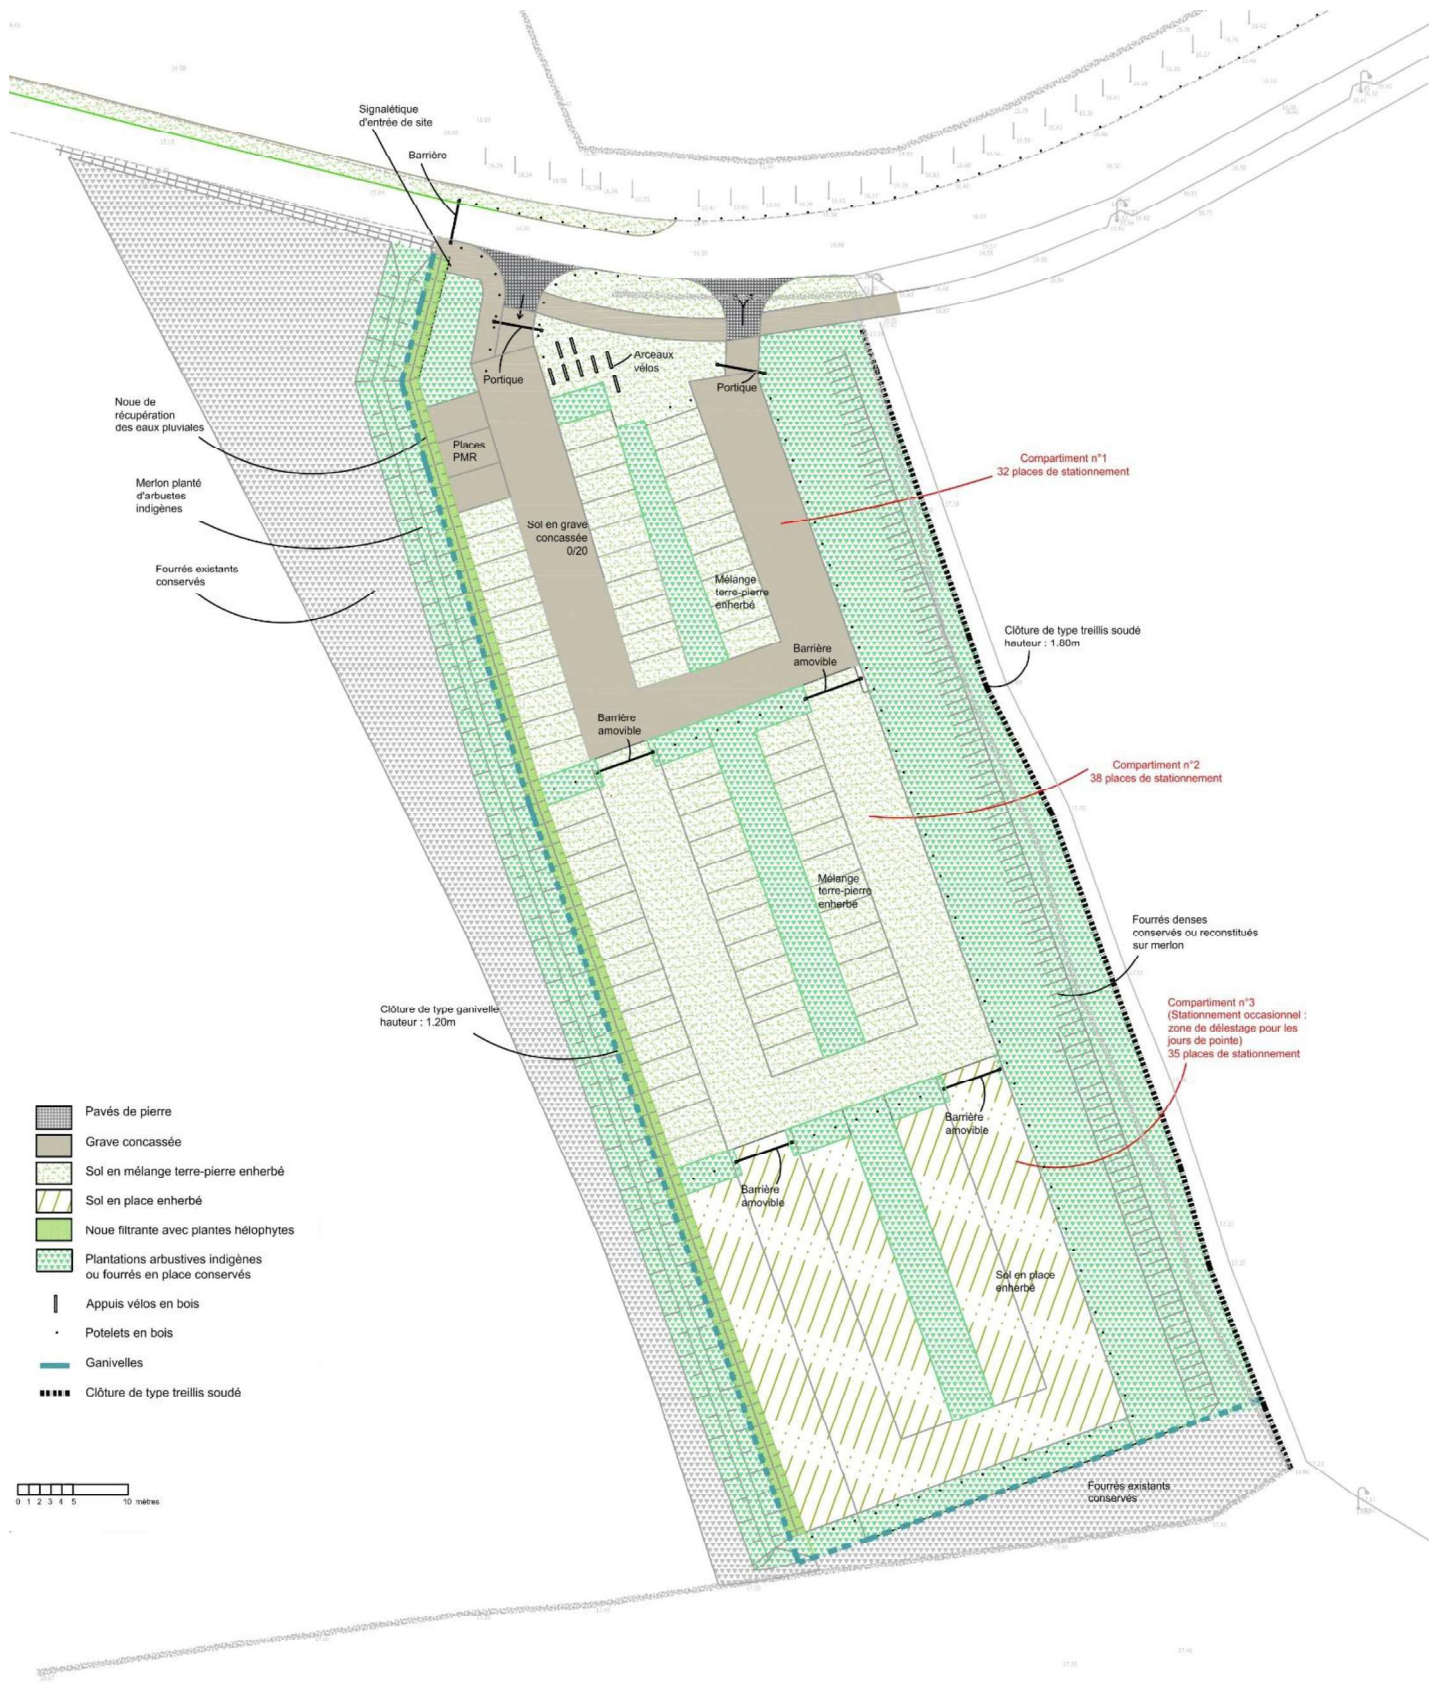 Signalétique
d'entrée de site
Barrière
Portique
Arceaux
vélos
Portique
Noue de
récupération
des eaux pluviales
Places
PMR
Compartiment n°1
32 places de stationnement
Merlon planté
d'arbustes
indigènes
Sol en grave
concassée
0/20
Fourrés existants
conservés
Mélange
terre-pierre
enherbé
Clôture de type treillis soudé
hauteur : 1.80m
Barrière
amovible
Barrière
amovible
Compartiment n°2
38 places de stationnement
Mélange
terre-pierre
enherbé
Fourrés denses
conservés ou reconstitués
sur merlon
Clôture de type ganivelle
hauteur : 1.20m
Compartiment n°3
(Stationnement occasionnel :
zone de délestage pour les
jours de pointe)
35 places de stationnement
Barrière
amovible
Barrière
amovible
Sol en place
enherbé
Fourrés existants
conservés
Pavés de pierre
Grave concassée
Sol en mélange terre-pierre enherbé
Sol en place enherbé
Noue filtrante avec plantes hélophytes
Plantations arbustives indigènes
ou fourrés en place conservés
Appuis vélos en bois
Potelets en bois
Ganivelles
Clôture de type treillis soudé
0 1 2 3 4 5 10 mètres